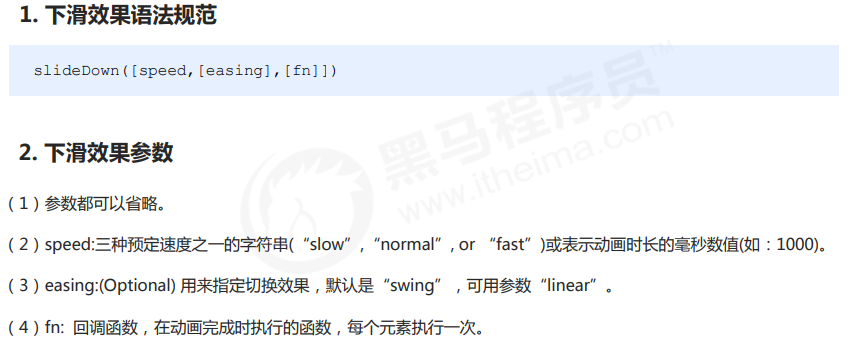 1. 下滑效果语法规范
slideDown([speed,[easing],[fn]])
2. 下滑效果参数
（1）参数都可以省略。
（2）speed:三种预定速度之一的字符串(“slow”,“normal”, or “fast”)或表示动画时长的毫秒数值(如：1000)。
（3）easing:(Optional) 用来指定切换效果，默认是“swing”，可用参数“linear”。
（4）fn: 回调函数，在动画完成时执行的函数，每个元素执行一次。
黑马程序员™
www.itheima.com